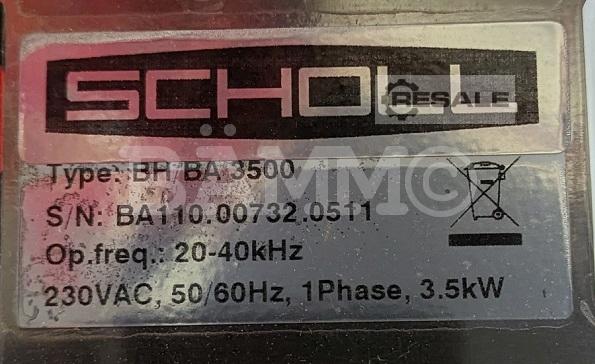 SCHOLL
RESALE
BÄMM©
Type: BH/BA 3500
S/N: BA110.00732.0511
Op.freq.: 20-40kHz
230VAC, 50/60Hz, 1Phase, 3.5kW